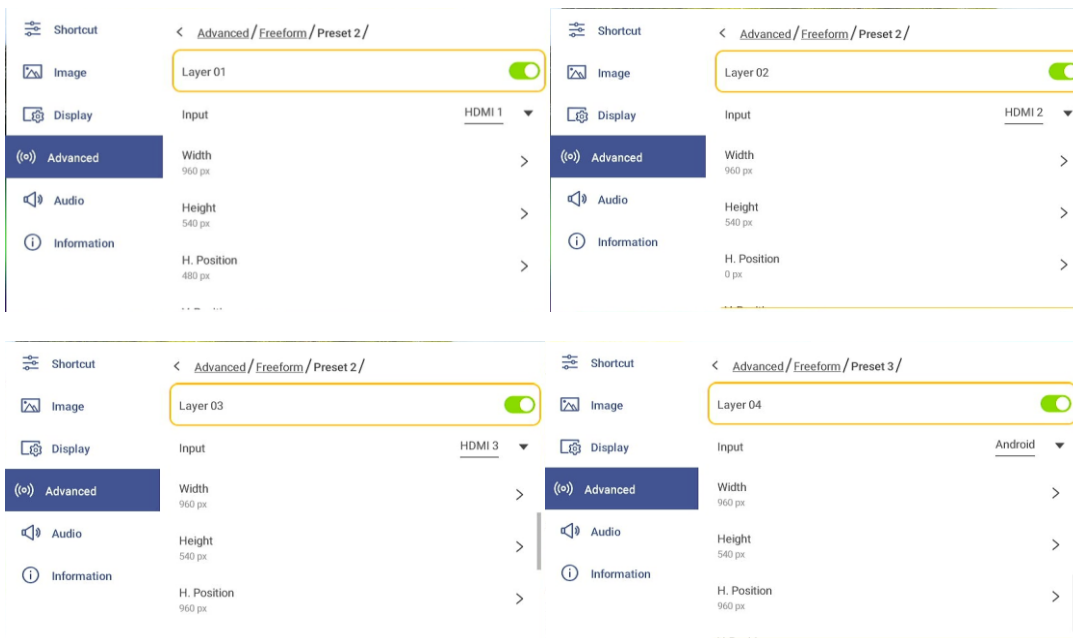 Shortcut
Image
Display
Advanced
Audio
Information
< Advanced/Freeform/Preset 2/
Layer 01
Input HDMI 1
Width
960 px
Height
540 px
H. Position
480 px
Shortcut
Image
Display
Advanced
Audio
Information
< Advanced/Freeform/Preset 2/
Layer 02
Input HDMI 2
Width
960 px
Height
540 px
H. Position
0 px
Shortcut
Image
Display
Advanced
Audio
Information
< Advanced/Freeform/Preset 2/
Layer 03
Input HDMI 3
Width
960 px
Height
540 px
H. Position
960 px
Shortcut
Image
Display
Advanced
Audio
Information
< Advanced/Freeform/Preset 3/
Layer 04
Input Android
Width
960 px
Height
540 px
H. Position
960 px